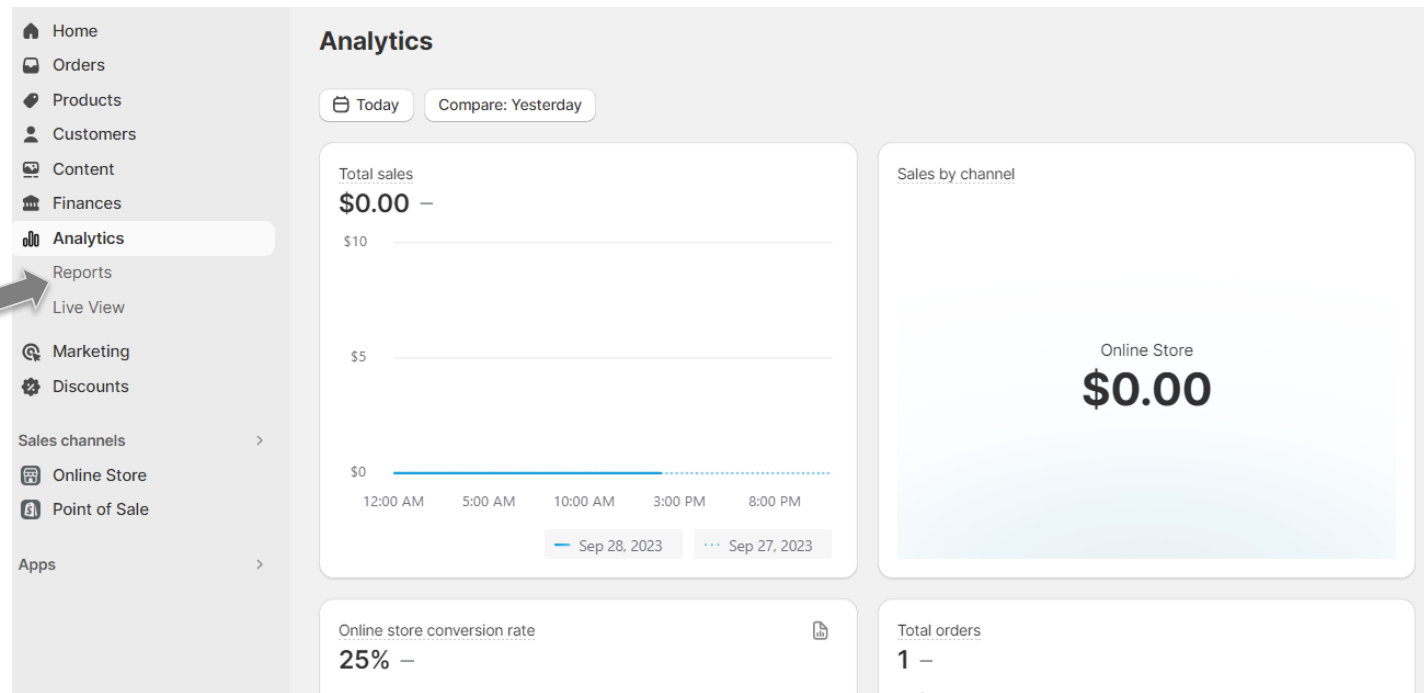 Home
Orders
Products
Customers
Content
Finances
Analytics
Reports
Live View
Marketing
Discounts
Sales channels
Online Store
Point of Sale
Apps
Analytics
Today
Compare: Yesterday
Total sales
$0.00 –
$10
$5
$0
12:00 AM 5:00 AM 10:00 AM 3:00 PM 8:00 PM
Sep 28, 2023 Sep 27, 2023
Sales by channel
Online Store
$0.00
Online store conversion rate
25% –
Total orders
1 –